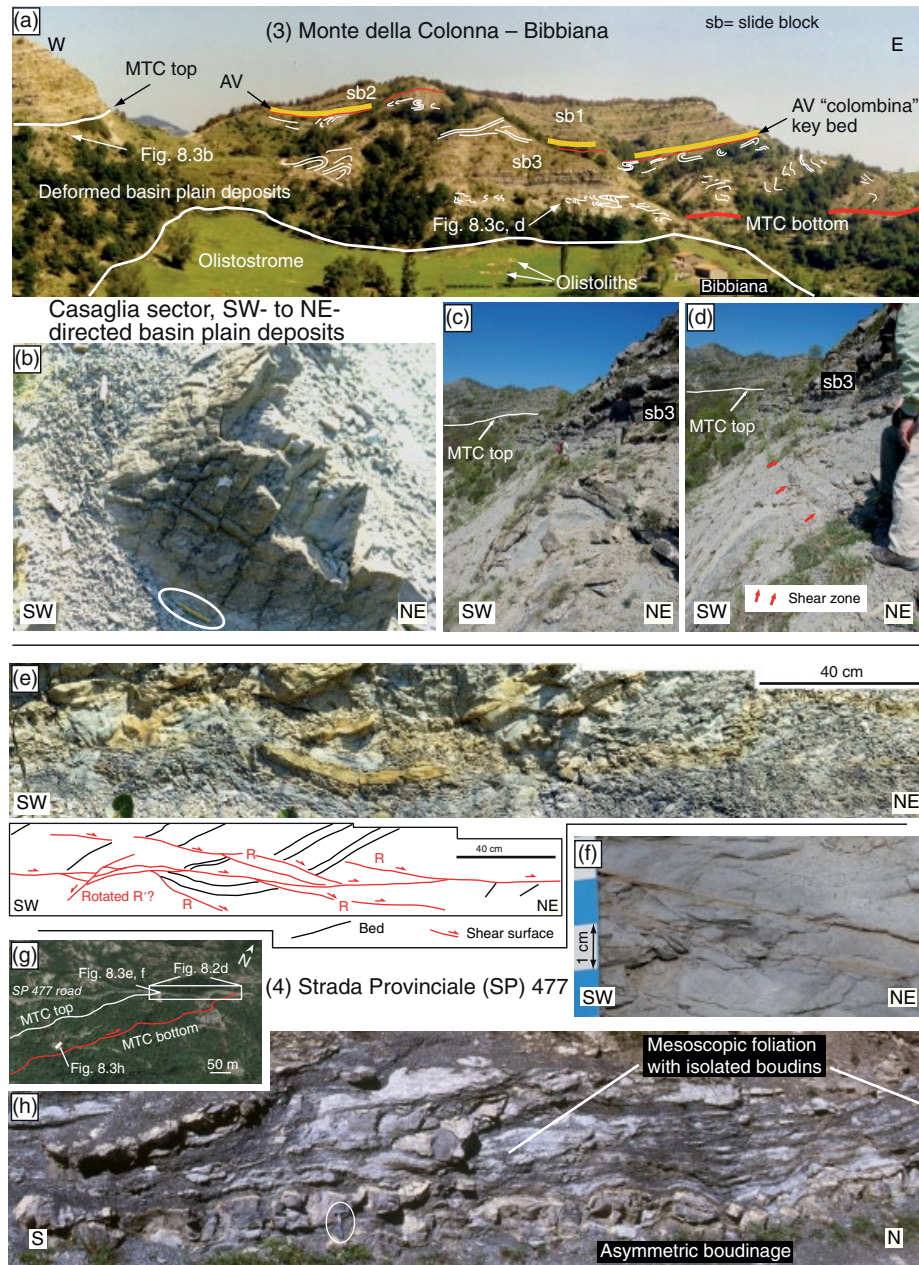 (a)
(3) Monte della Colonna – Bibbiana
sb= slide block
W
E
MTC top
AV
sb2
sb1
AV “colombina”
key bed
Fig. 8.3b
sb3
Deformed basin plain deposits
Fig. 8.3c, d
MTC bottom
Olistostrome
Olistoliths
Bibbiana
Casaglia sector, SW- to NE-
directed basin plain deposits
(b)
SW
NE
(c)
sb3
MTC top
SW
NE
(d)
sb3
MTC top
Shear zone
SW
NE
(e)
40 cm
SW
NE
R
R
40 cm
Rotated R′?
R
R
SW
NE
Bed
Shear surface
(f)
1 cm
SW
NE
(g)
N
Fig. 8.3e, f
Fig. 8.2d
SP 477 road
MTC top
MTC bottom
Fig. 8.3h
50 m
(4) Strada Provinciale (SP) 477
(h)
Mesoscopic foliation
with isolated boudins
S
N
Asymmetric boudinage